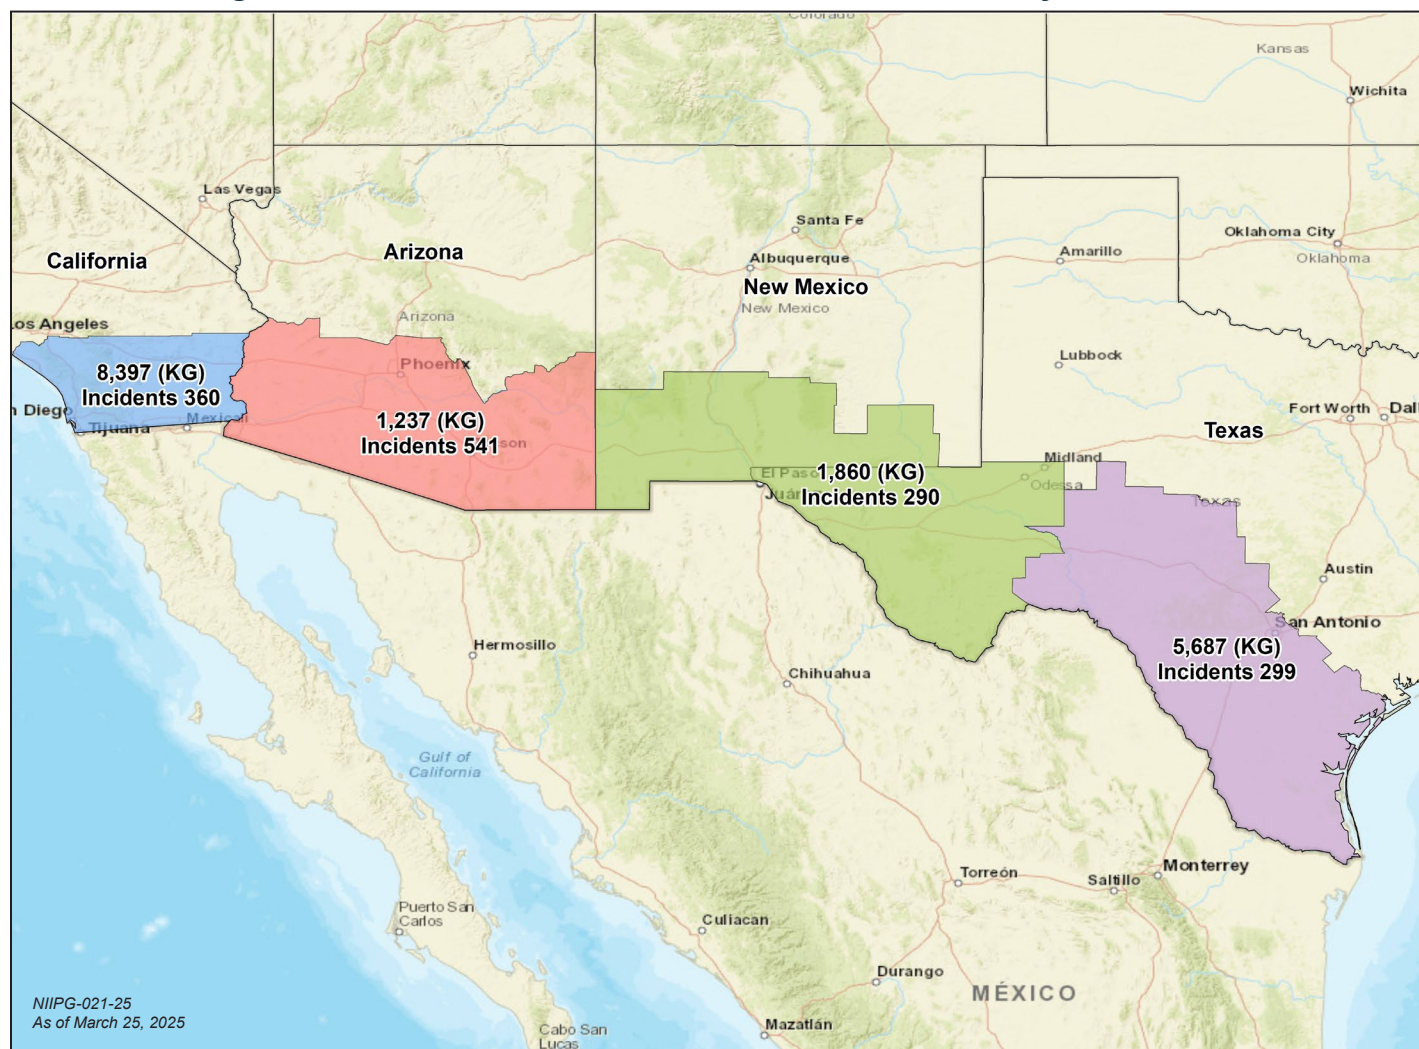 Colorado
Kansas
Wichita
Las Vegas
Santa Fe
Oklahoma City
Arizona
Amarillo
Albuquerque
Oklahoma
California
New Mexico
New Mexico
Arizona
Los Angeles
Lubbock
Phoenix
8,397 (KG)
Incidents 360
n Diego
Mexicali
Tijuana
1,237 (KG)
Incidents 541
son
Fort Worth
Dall
Texas
Midland
Odessa
El Paso
Juár
1,860 (KG)
Incidents 290
Texas
Austin
San Antonio
Hermosillo
5,687 (KG)
Incidents 299
Chihuahua
Gulf of
California
Monterrey
Torreón
Saltillo
Puerto San
Carlos
Culiacan
Durango
MÉXICO
NIIPG-021-25
As of March 25, 2025
Cabo San
Lucas
Mazatlán